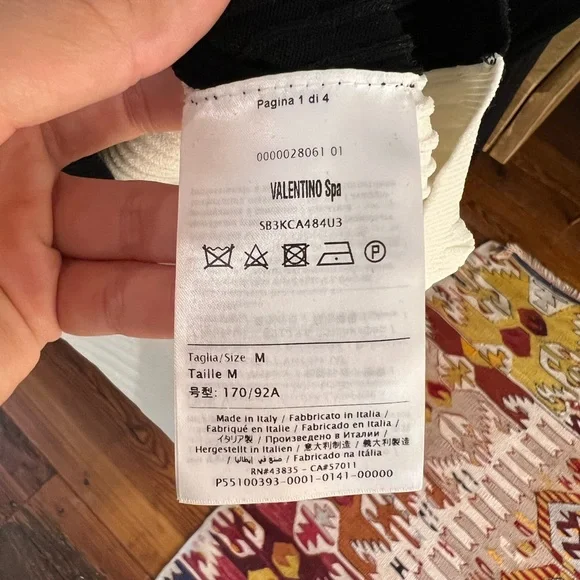 Pagina 1 di 4
0000028061 01
VALENTINO Spa
SB3KCA484U3
P
Taglia/Size M
Taille M
号型: 170/92A
Made in Italy / Fabbricato in Italia /
Fabriqué en Italie / Fabricado en Italia /
イタリア製 / Произведено в Италии /
Hergestellt in Italien / 意大利制造 / 義大利製造 /
صنع في إيطاليا / Fabricado na Itália
RN#43835 - CA#57011
P55100393-0001-0141-00000